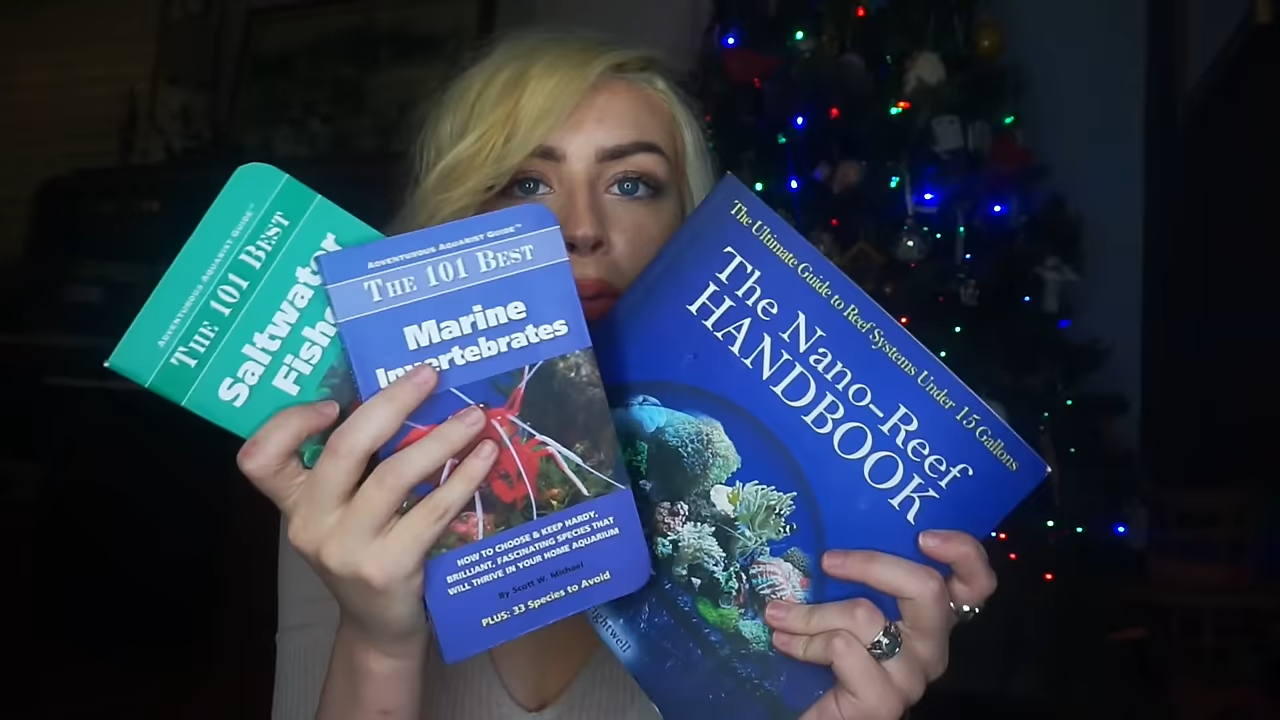 ADVENTUROUS AQUARIST GUIDE™
THE 101 BEST
Saltwater
ADVENTUROUS AQUARIST GUIDE™
THE 101 BEST
Marine
Invertebrates
HOW TO CHOOSE & KEEP HARDY,
BRILLIANT, FASCINATING SPECIES THAT
WILL THRIVE IN YOUR HOME AQUARIUM
By Scott W. Michael
PLUS: 33 Species to Avoid
The Ultimate Guide to Reef Systems Under 15 Gallons
The Nano-Reef
HANDBOOK